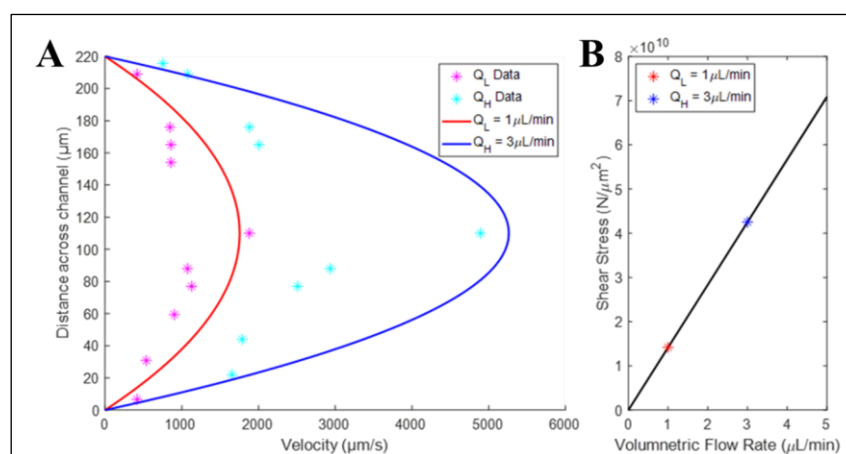 A
220
200
180
160
140
120
100
80
60
40
20
0
Distance across channel (µm)
0 1000 2000 3000 4000 5000 6000
Velocity (µm/s)
Q_L Data
Q_H Data
Q_L = 1µL/min
Q_H = 3µL/min
B
×10^10
8
7
6
5
4
3
2
1
0
Shear Stress (N/µm²)
0 1 2 3 4 5
Volumnetric Flow Rate (µL/min)
Q_L = 1µL/min
Q_H = 3µL/min